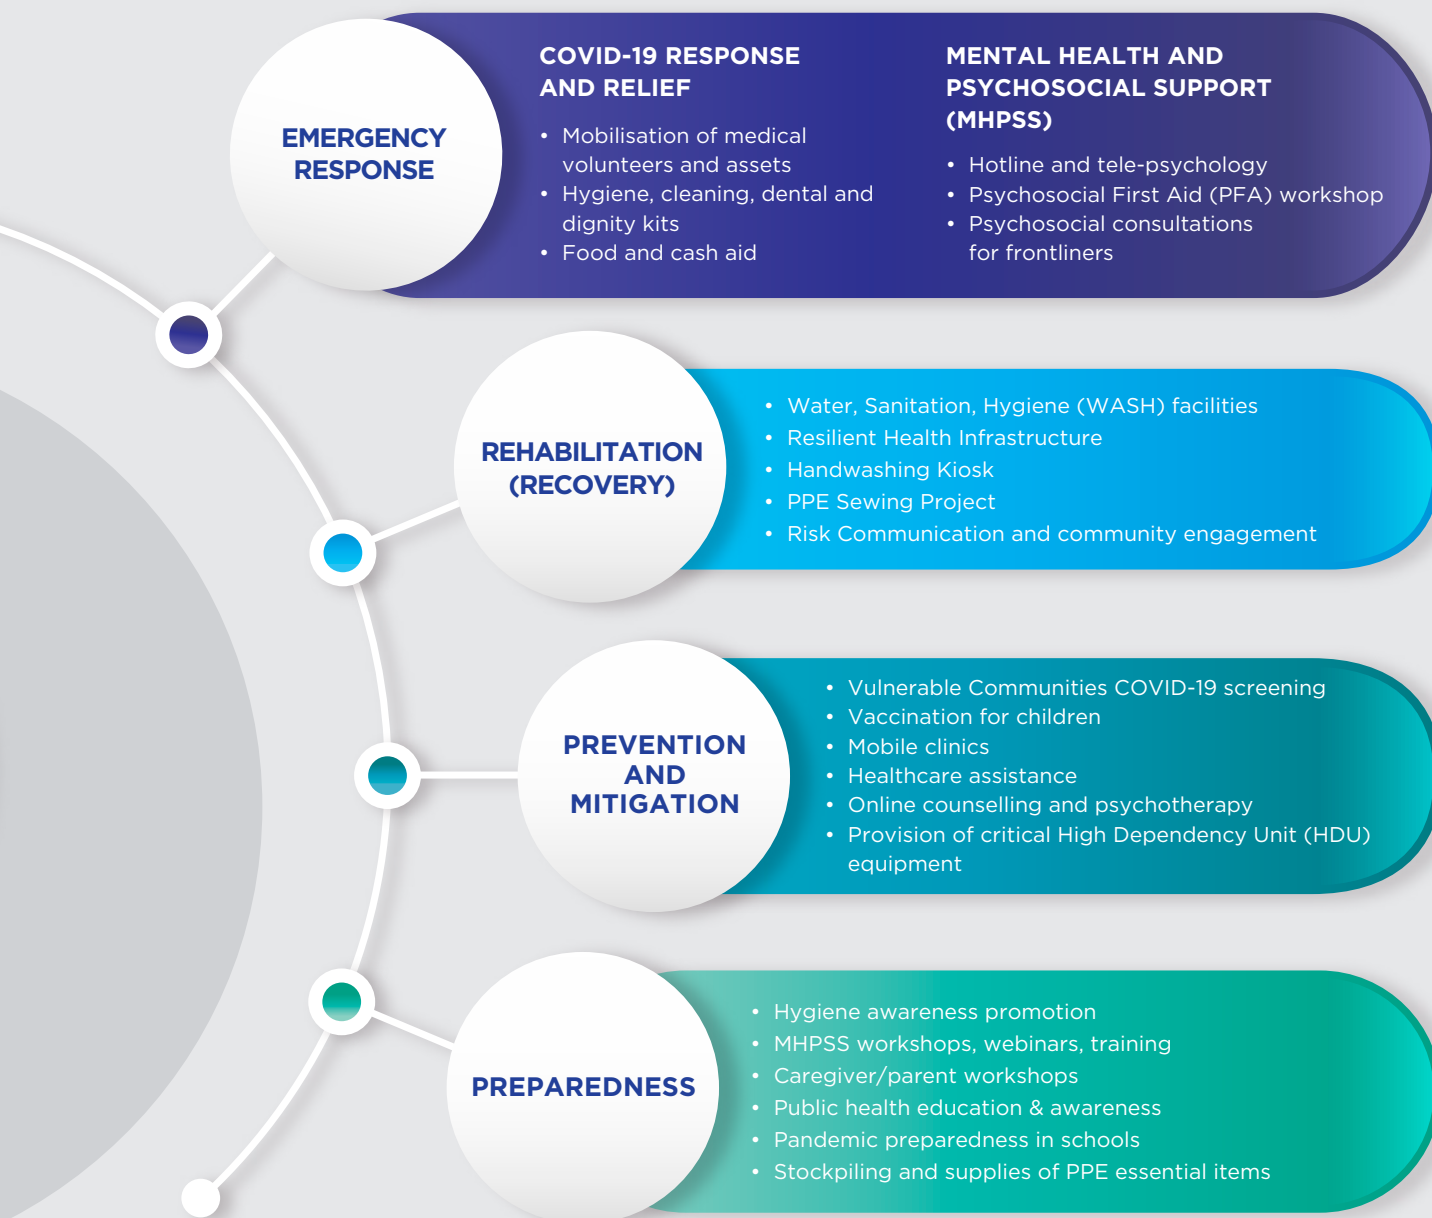 EMERGENCY
RESPONSE
COVID-19 RESPONSE
AND RELIEF
• Mobilisation of medical
volunteers and assets
• Hygiene, cleaning, dental and
dignity kits
• Food and cash aid
MENTAL HEALTH AND
PSYCHOSOCIAL SUPPORT
(MHPSS)
• Hotline and tele-psychology
• Psychosocial First Aid (PFA) workshop
• Psychosocial consultations
for frontliners
REHABILITATION
(RECOVERY)
• Water, Sanitation, Hygiene (WASH) facilities
• Resilient Health Infrastructure
• Handwashing Kiosk
• PPE Sewing Project
• Risk Communication and community engagement
PREVENTION
AND
MITIGATION
• Vulnerable Communities COVID-19 screening
• Vaccination for children
• Mobile clinics
• Healthcare assistance
• Online counselling and psychotherapy
• Provision of critical High Dependency Unit (HDU)
equipment
PREPAREDNESS
• Hygiene awareness promotion
• MHPSS workshops, webinars, training
• Caregiver/parent workshops
• Public health education & awareness
• Pandemic preparedness in schools
• Stockpiling and supplies of PPE essential items